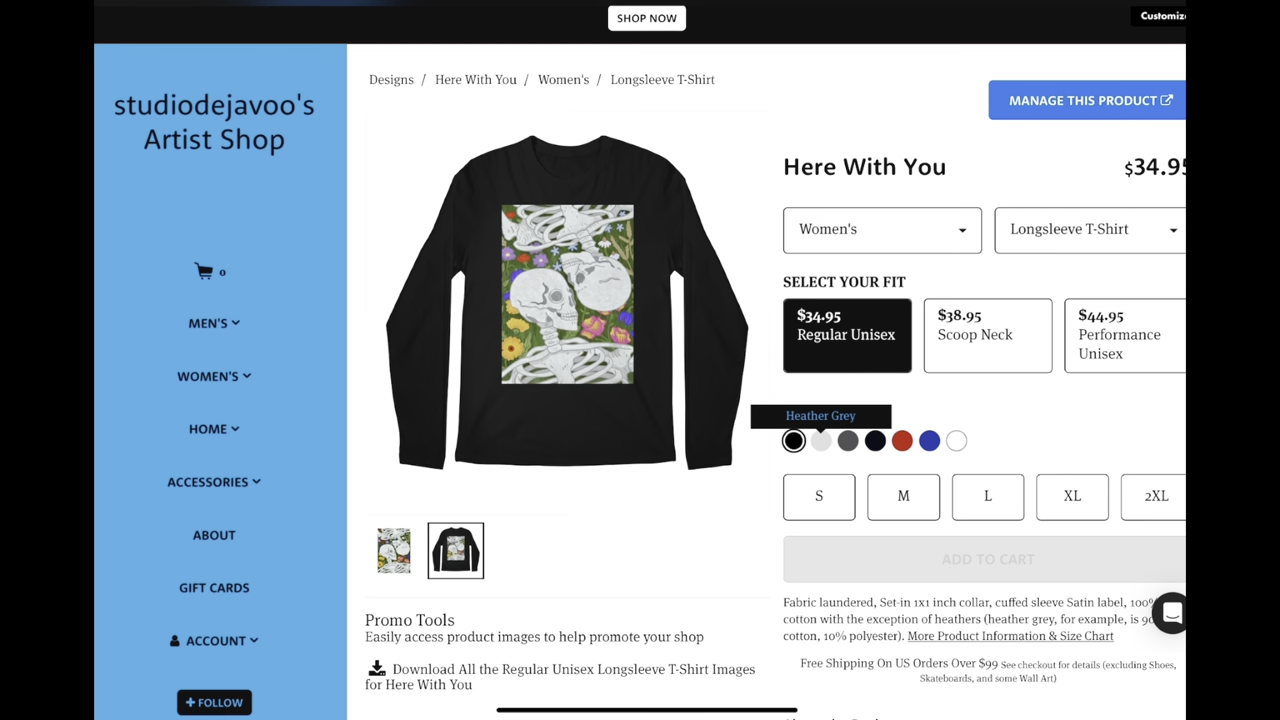 SHOP NOW
Customize
studiodejavoo's
Artist Shop
0
MEN'S
WOMEN'S
HOME
ACCESSORIES
ABOUT
GIFT CARDS
ACCOUNT
+ FOLLOW
Designs / Here With You / Women's / Longsleeve T-Shirt
MANAGE THIS PRODUCT
Here With You
$34.95
Women's
Longsleeve T-Shirt
SELECT YOUR FIT
$34.95
Regular Unisex
$38.95
Scoop Neck
$44.95
Performance
Unisex
Heather Grey
S
M
L
XL
2XL
ADD TO CART
Fabric laundered, Set-in 1x1 inch collar, cuffed sleeve Satin label, 100%
cotton with the exception of heathers (heather grey, for example, is 90
cotton, 10% polyester). More Product Information & Size Chart
Free Shipping On US Orders Over $99 See checkout for details (excluding Shoes,
Skateboards, and some Wall Art)
Promo Tools
Easily access product images to help promote your shop
Download All the Regular Unisex Longsleeve T-Shirt Images
for Here With You